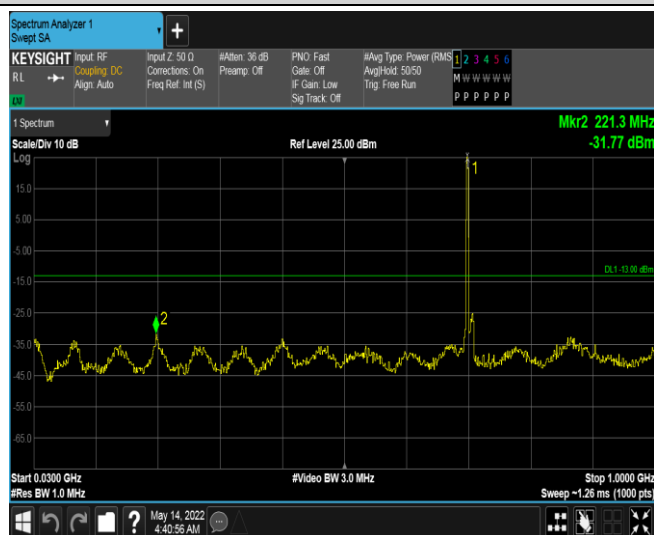 Spectrum Analyzer 1
Swept SA
+
KEYSIGHT Input: RF
RL Coupling: DC
Align: Auto
Input Z: 50 Ω
Corrections: On
Freq Ref: Int (S)
#Atten: 36 dB
Preamp: Off
PNO: Fast
Gate: Off
IF Gain: Low
Sig Track: Off
#Avg Type: Power (RMS
Avg|Hold: 50/50
Trig: Free Run
1 2 3 4 5 6
M W W W W W
P P P P P P
1 Spectrum
Scale/Div 10 dB
Ref Level 25.00 dBm
Mkr2 221.3 MHz
-31.77 dBm
Log
15.0
5.00
-5.00
-15.0
-25.0
-35.0
-45.0
-55.0
-65.0
1
DL1 -13.00 dBm
2
Start 0.0300 GHz
#Res BW 1.0 MHz
#Video BW 3.0 MHz
Stop 1.0000 GHz
Sweep ~1.26 ms (1000 pts)
?
May 14, 2022
4:40:56 AM